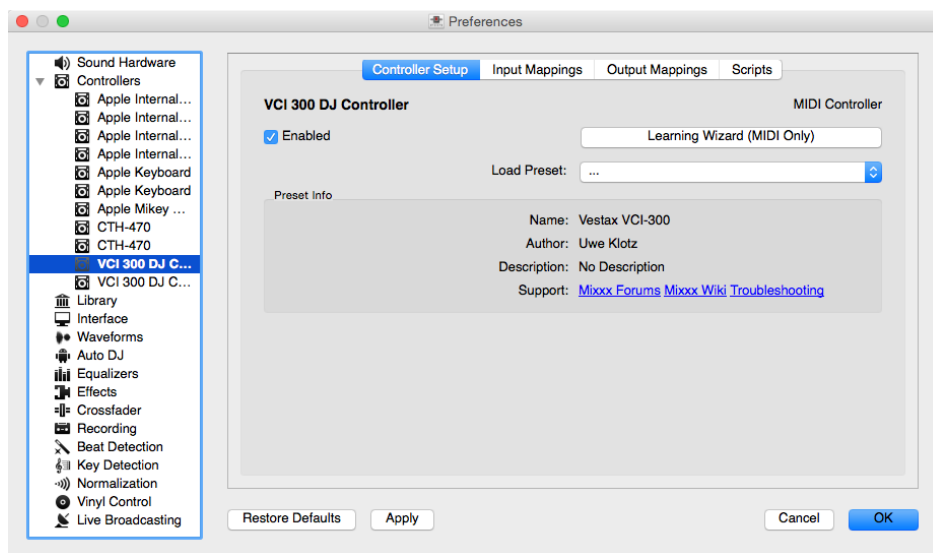 Preferences
Sound Hardware
Controllers
Apple Internal...
Apple Internal...
Apple Internal...
Apple Internal...
Apple Keyboard
Apple Keyboard
Apple Mikey ...
CTH-470
CTH-470
VCI 300 DJ C...
VCI 300 DJ C...
Library
Interface
Waveforms
Auto DJ
Equalizers
Effects
Crossfader
Recording
Beat Detection
Key Detection
Normalization
Vinyl Control
Live Broadcasting
Controller Setup Input Mappings Output Mappings Scripts
VCI 300 DJ Controller MIDI Controller
Enabled Learning Wizard (MIDI Only)
Load Preset: ...
Preset Info
Name: Vestax VCI-300
Author: Uwe Klotz
Description: No Description
Support: Mixxx Forums Mixxx Wiki Troubleshooting
Restore Defaults Apply Cancel OK